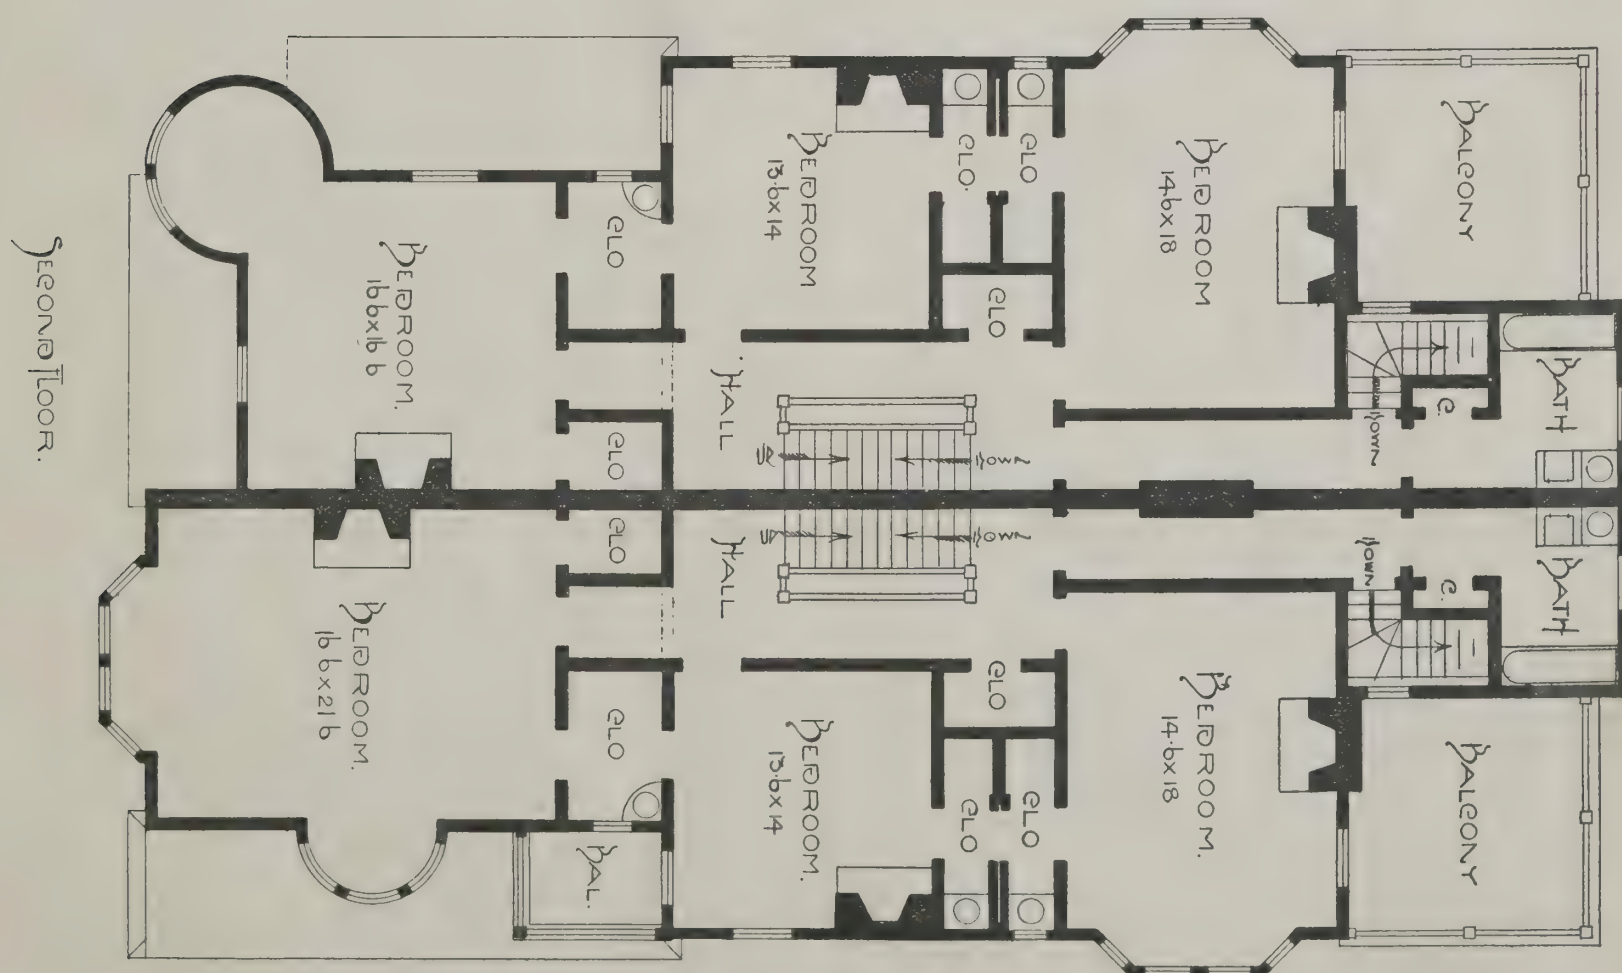 BALCONY
BATH
BATH
BALCONY
C.
C.
DOWN
DOWN
BEDROOM
14.6x18
BEDROOM.
14.6x18
CLO
CLO
CLO.
CLO
CLO
CLO
DOWN
DOWN
BEDROOM
13.6x14
BEDROOM.
13.6x14
UP
UP
HALL
HALL
CLO
CLO
CLO
CLO
BAL.
BEDROOM.
16 6x16 6
BEDROOM.
16 6x21 6
SECOND FLOOR.